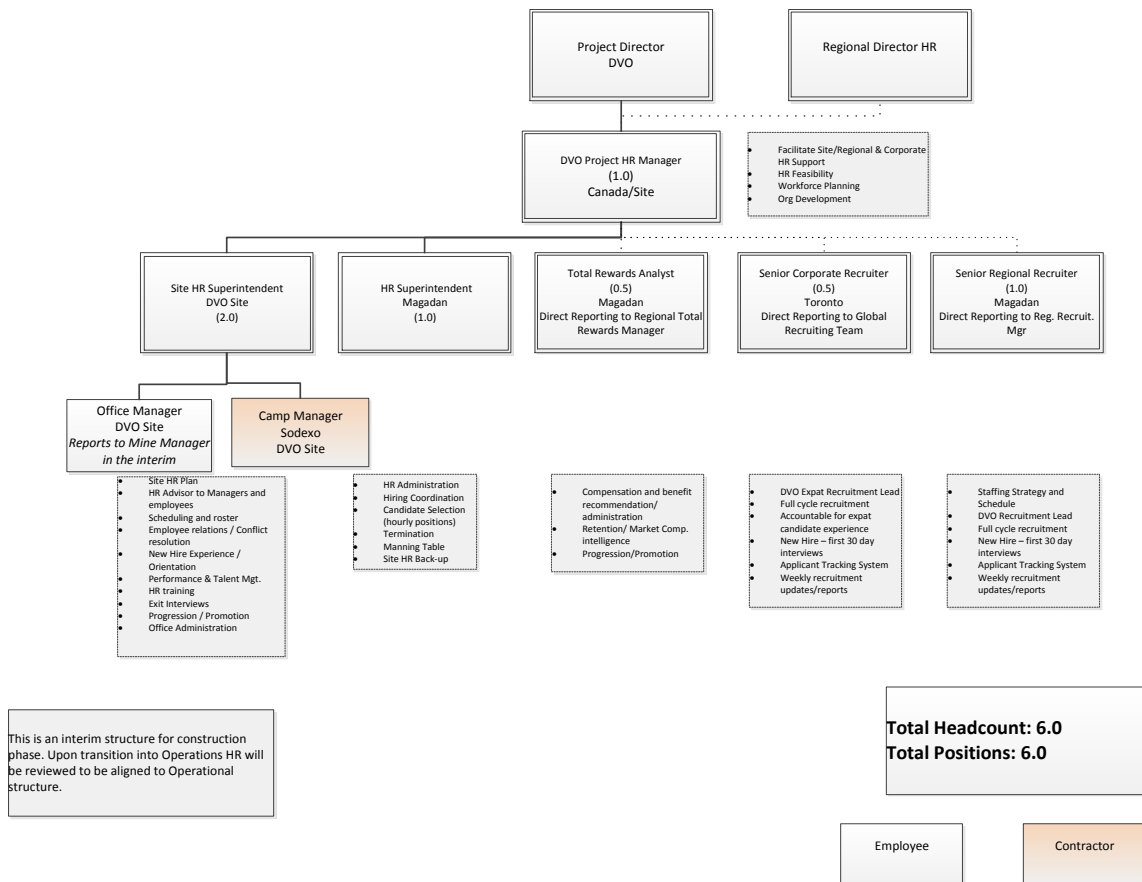 Project Director
DVO
Regional Director HR
DVO Project HR Manager
(1.0)
Canada/Site
• Facilitate Site/Regional & Corporate
HR Support
• HR Feasibility
• Workforce Planning
• Org Development
Site HR Superintendent
DVO Site
(2.0)
HR Superintendent
Magadan
(1.0)
Total Rewards Analyst
(0.5)
Magadan
Direct Reporting to Regional Total
Rewards Manager
Senior Corporate Recruiter
(0.5)
Toronto
Direct Reporting to Global
Recruiting Team
Senior Regional Recruiter
(1.0)
Magadan
Direct Reporting to Reg. Recruit.
Mgr
Office Manager
DVO Site
Reports to Mine Manager
in the interim
Camp Manager
Sodexo
DVO Site
• Site HR Plan
• HR Advisor to Managers and
employees
• Scheduling and roster
• Employee relations / Conflict
resolution
• New Hire Experience /
Orientation
• Performance & Talent Mgt.
• HR training
• Exit Interviews
• Progression / Promotion
• Office Administration
• HR Administration
• Hiring Coordination
• Candidate Selection
(hourly positions)
• Termination
• Manning Table
• Site HR Back-up
• Compensation and benefit
recommendation/
administration
• Retention/ Market Comp.
intelligence
• Progression/Promotion
• DVO Expat Recruitment Lead
• Full cycle recruitment
• Accountable for expat
candidate experience
• New Hire – first 30 day
interviews
• Applicant Tracking System
• Weekly recruitment
updates/reports
• Staffing Strategy and
Schedule
• DVO Recruitment Lead
• Full cycle recruitment
• New Hire – first 30 day
interviews
• Applicant Tracking System
• Weekly recruitment
updates/reports
This is an interim structure for construction
phase. Upon transition into Operations HR will
be reviewed to be aligned to Operational
structure.
Total Headcount: 6.0
Total Positions: 6.0
Employee
Contractor